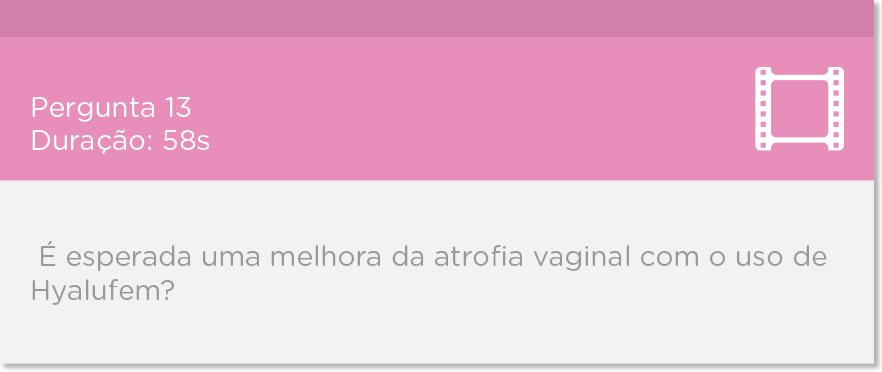 Pergunta 13
Duração: 58s
É esperada uma melhora da atrofia vaginal com o uso de
Hyalufem?